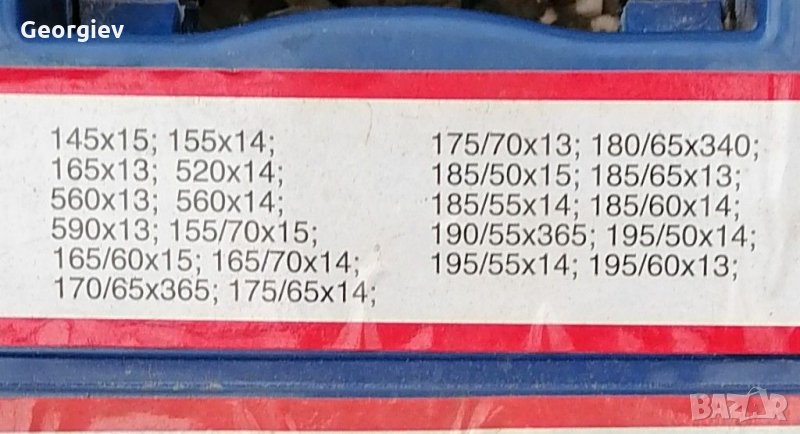 Georgiev
145x15; 155x14;
165x13; 520x14;
560x13; 560x14;
590x13; 155/70x15;
165/60x15; 165/70x14;
170/65x365; 175/65x14;
175/70x13; 180/65x340;
185/50x15; 185/65x13;
185/55x14; 185/60x14;
190/55x365; 195/50x14;
195/55x14; 195/60x13;
BAZAR